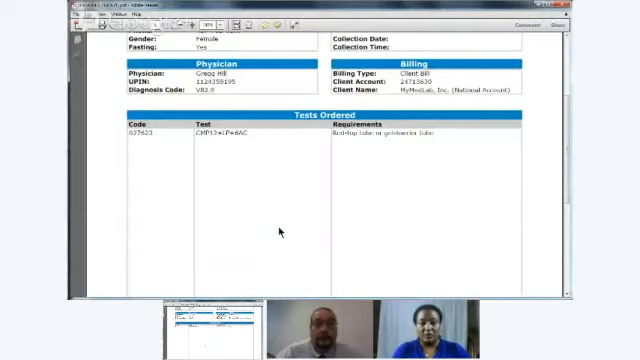 Gender: Female
Fasting: Yes
Collection Date:
Collection Time:
Physician
Physician: Gregg Hill
UPIN: 1124359195
Diagnosis Code: V82.9
Billing
Billing Type: Client Bill
Client Account: 24713630
Client Name: MyMedLab, Inc. (National Account)
Tests Ordered
Code Test Requirements
027623 CMP12+LP+6AC Red-top tube or gel-barrier tube
Comment Share